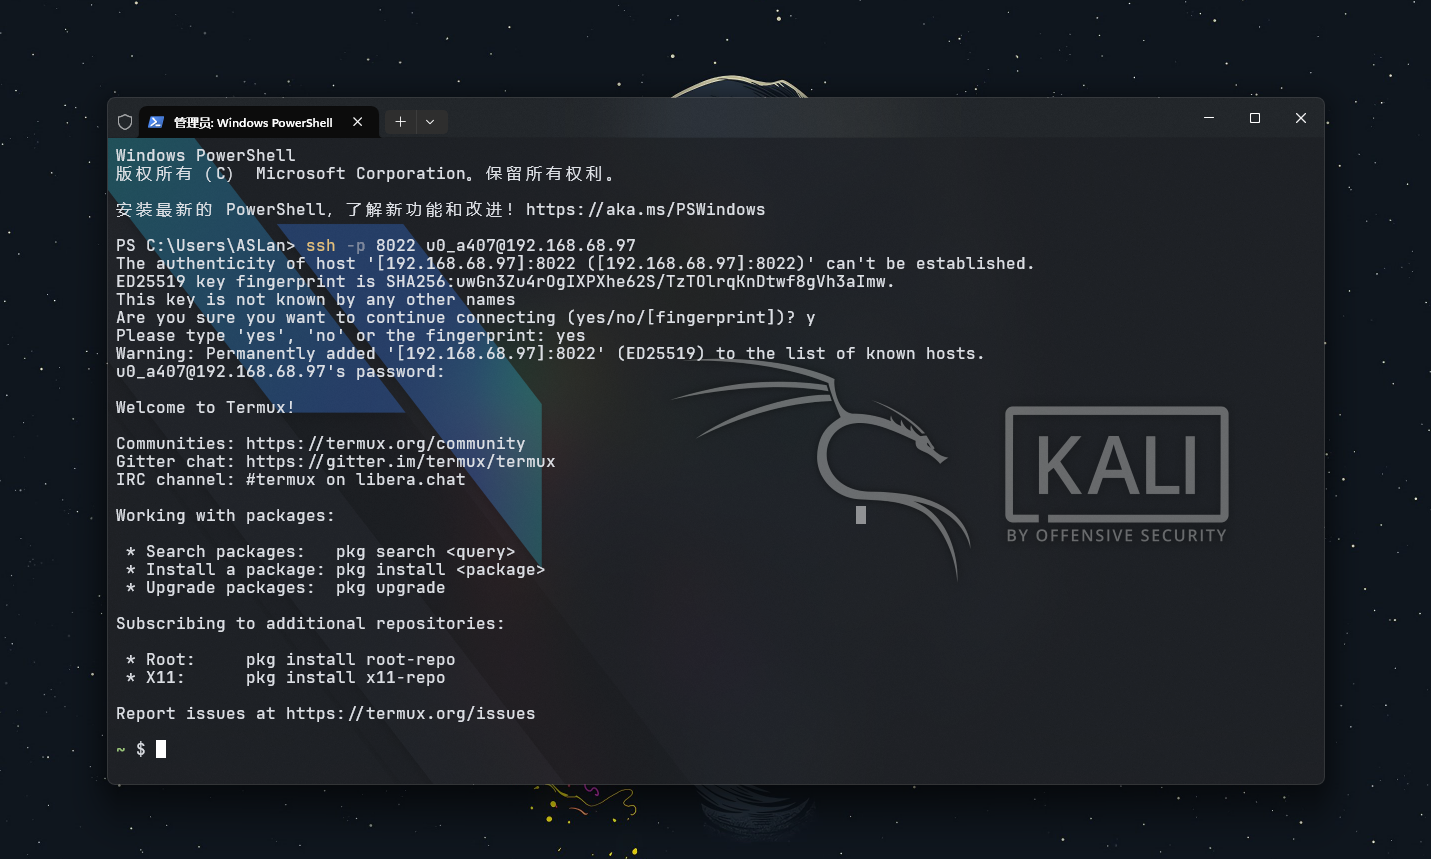 管理员: Windows PowerShell
Windows PowerShell
版权所有 (C) Microsoft Corporation。保留所有权利。
安装最新的 PowerShell,了解新功能和改进!https://aka.ms/PSWindows
PS C:\Users\ASLan> ssh -p 8022 u0_a407@192.168.68.97
The authenticity of host '[192.168.68.97]:8022 ([192.168.68.97]:8022)' can't be established.
ED25519 key fingerprint is SHA256:uwGn3Zu4rOgIXPXhe62S/TzTOlrqKnDtwf8gVh3aImw.
This key is not known by any other names
Are you sure you want to continue connecting (yes/no/[fingerprint])? y
Please type 'yes', 'no' or the fingerprint: yes
Warning: Permanently added '[192.168.68.97]:8022' (ED25519) to the list of known hosts.
u0_a407@192.168.68.97's password:
Welcome to Termux!
Communities: https://termux.org/community
Gitter chat: https://gitter.im/termux/termux
IRC channel: #termux on libera.chat
Working with packages:
* Search packages: pkg search <query>
* Install a package: pkg install <package>
* Upgrade packages: pkg upgrade
Subscribing to additional repositories:
* Root: pkg install root-repo
* X11: pkg install x11-repo
Report issues at https://termux.org/issues
~ $
KALI
BY OFFENSIVE SECURITY